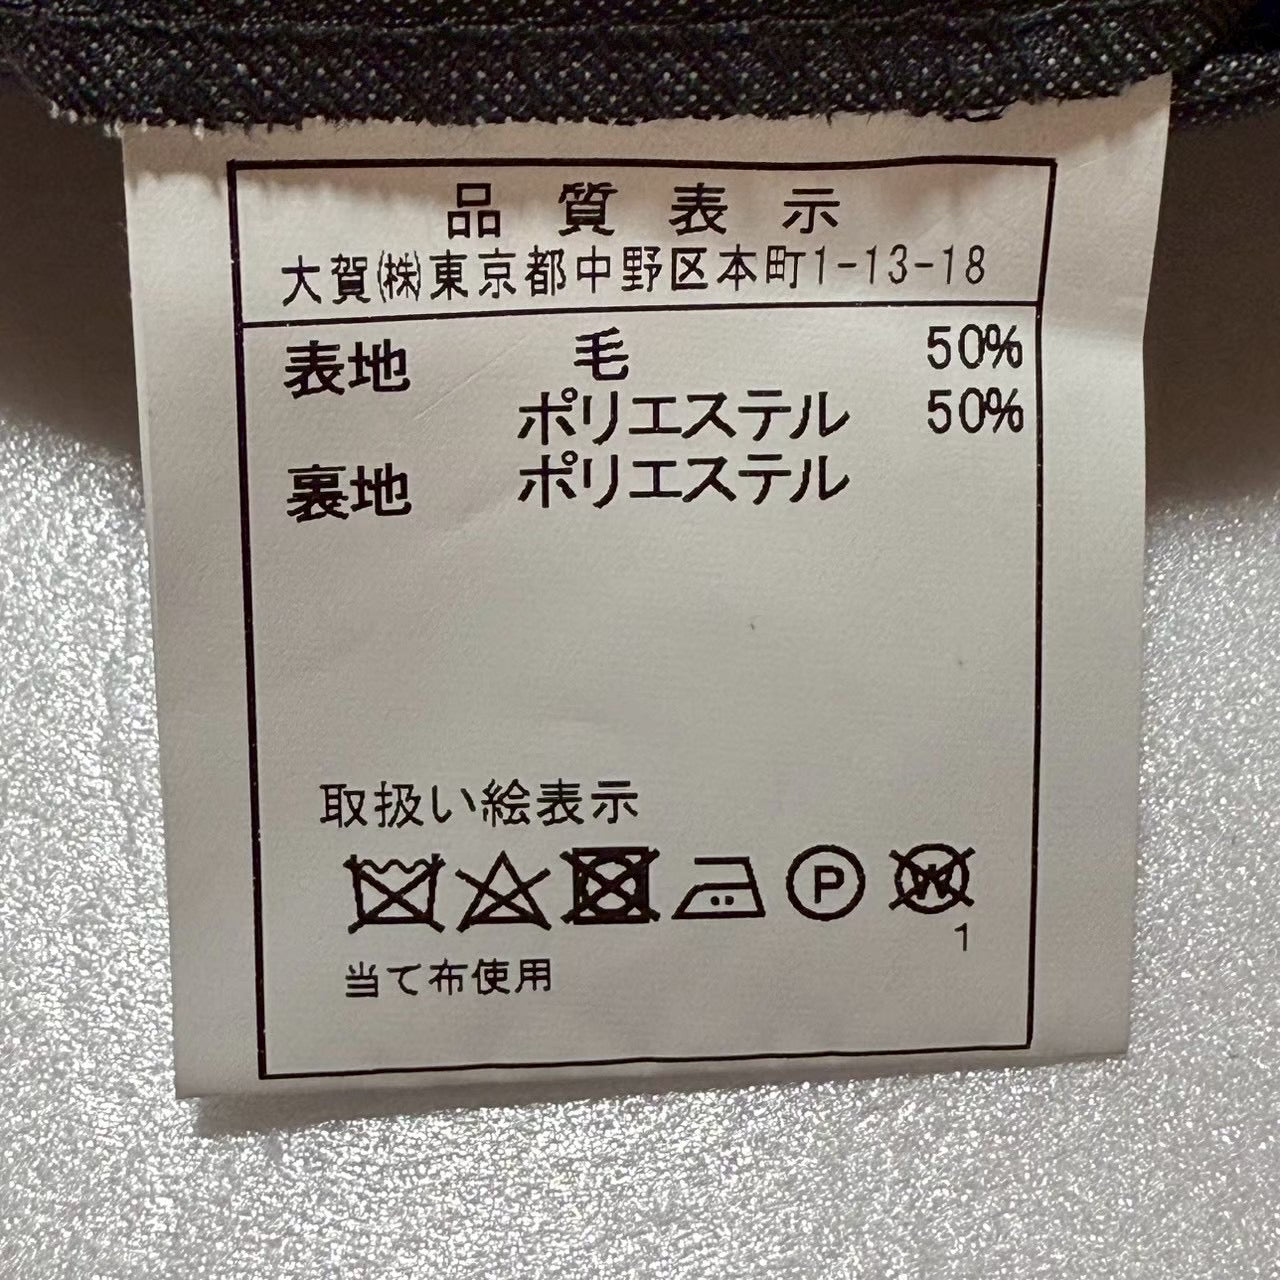 品質表示
大賀(株)東京都中野区本町1-13-18
表地 毛 50%
ポリエステル 50%
裏地 ポリエステル
取扱い絵表示
P W
1
当て布使用